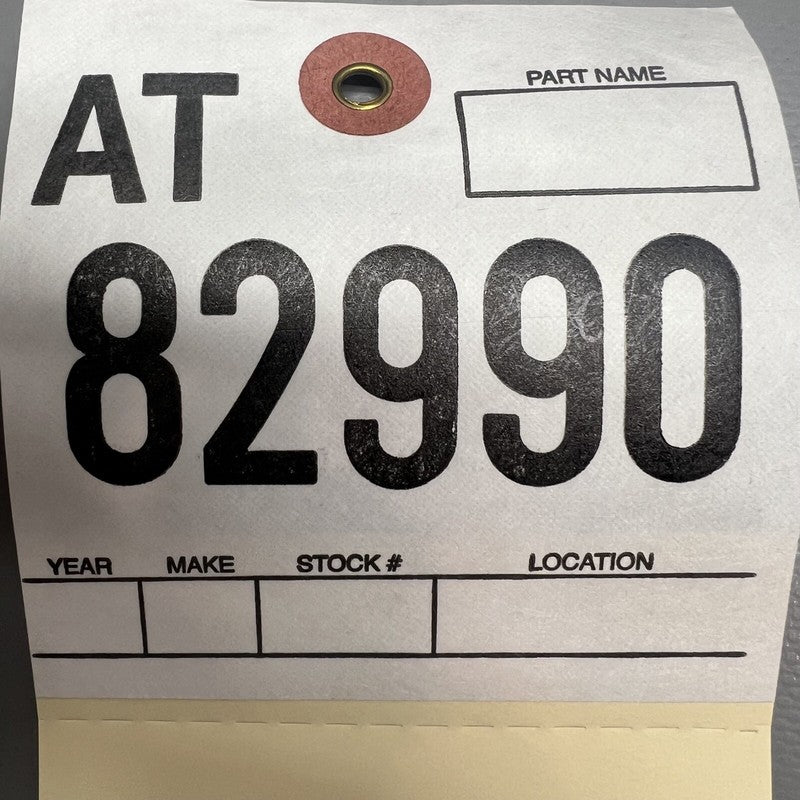 AT
PART NAME
82990
YEAR MAKE STOCK # LOCATION